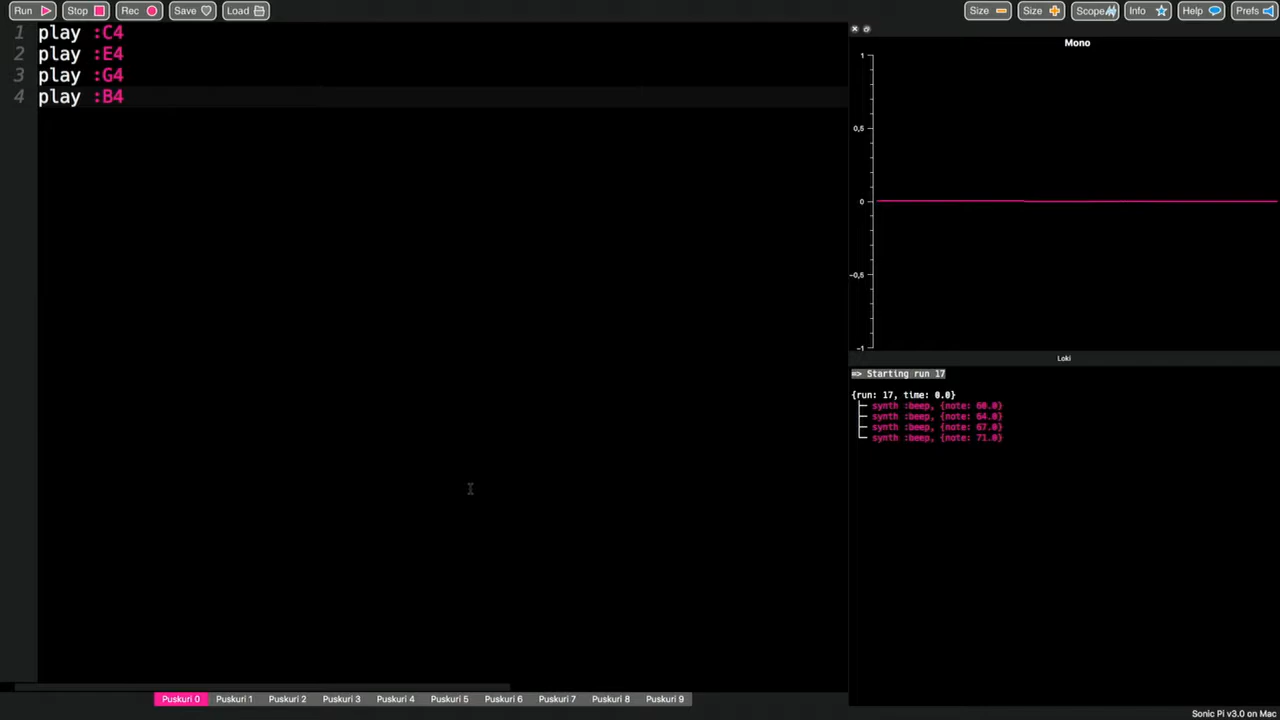 Run Stop Rec Save Load Size Size Scope Info Help Prefs
1 play :C4
2 play :E4
3 play :G4
4 play :B4
Mono
1
0,5
0
-0,5
-1
Loki
=> Starting run 17
{run: 17, time: 0.0}
synth :beep, {note: 60.0}
synth :beep, {note: 64.0}
synth :beep, {note: 67.0}
synth :beep, {note: 71.0}
Puskuri 0 Puskuri 1 Puskuri 2 Puskuri 3 Puskuri 4 Puskuri 5 Puskuri 6 Puskuri 7 Puskuri 8 Puskuri 9
Sonic Pi v3.0 on Mac